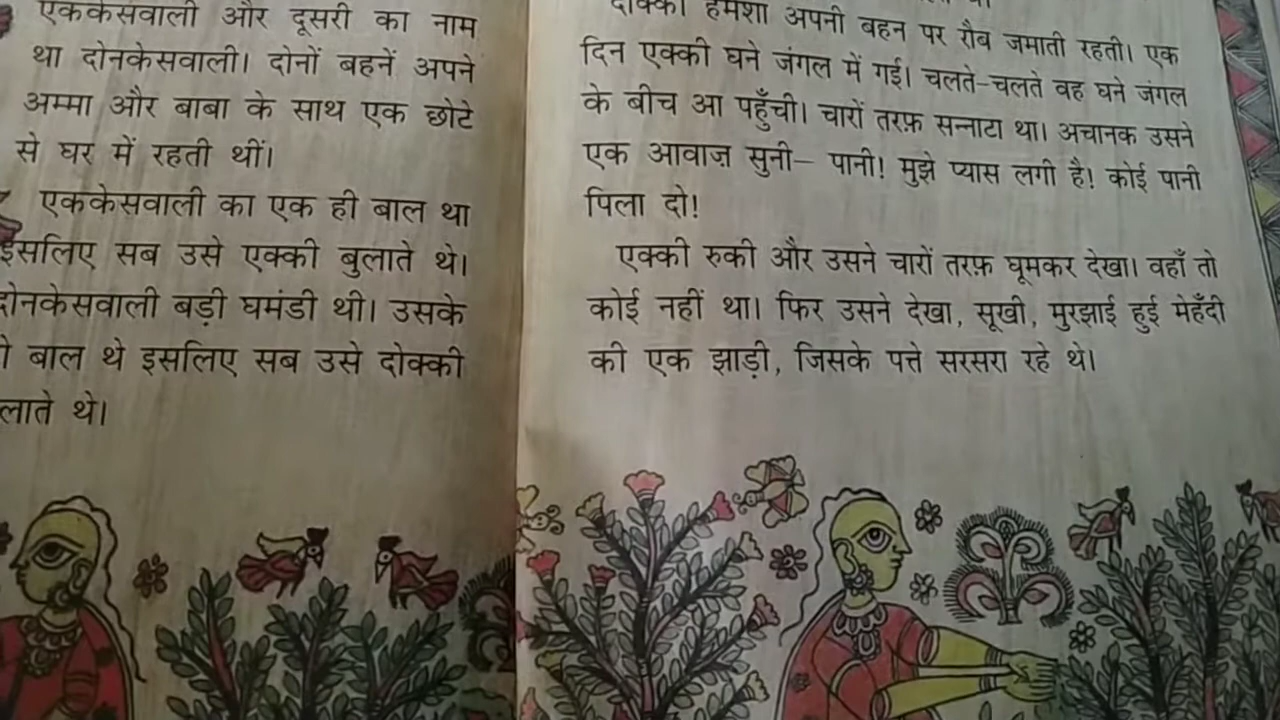 एककेसवाली और दूसरी का नाम
था दोनकेसवाली। दोनों बहनें अपने
अम्मा और बाबा के साथ एक छोटे
से घर में रहती थीं।
एककेसवाली का एक ही बाल था
इसलिए सब उसे एक्की बुलाते थे।
दोनकेसवाली बड़ी घमंडी थी। उसके
बाल थे इसलिए सब उसे दोक्की
लाते थे।
दोक्की हमेशा अपनी बहन पर रौब जमाती रहती। एक
दिन एक्की घने जंगल में गई। चलते-चलते वह घने जंगल
के बीच आ पहुँची। चारों तरफ़ सन्नाटा था। अचानक उसने
एक आवाज़ सुनी– पानी! मुझे प्यास लगी है! कोई पानी
पिला दो!
एक्की रुकी और उसने चारों तरफ़ घूमकर देखा। वहाँ तो
कोई नहीं था। फिर उसने देखा, सूखी, मुरझाई हुई मेहँदी
की एक झाड़ी, जिसके पत्ते सरसरा रहे थे।